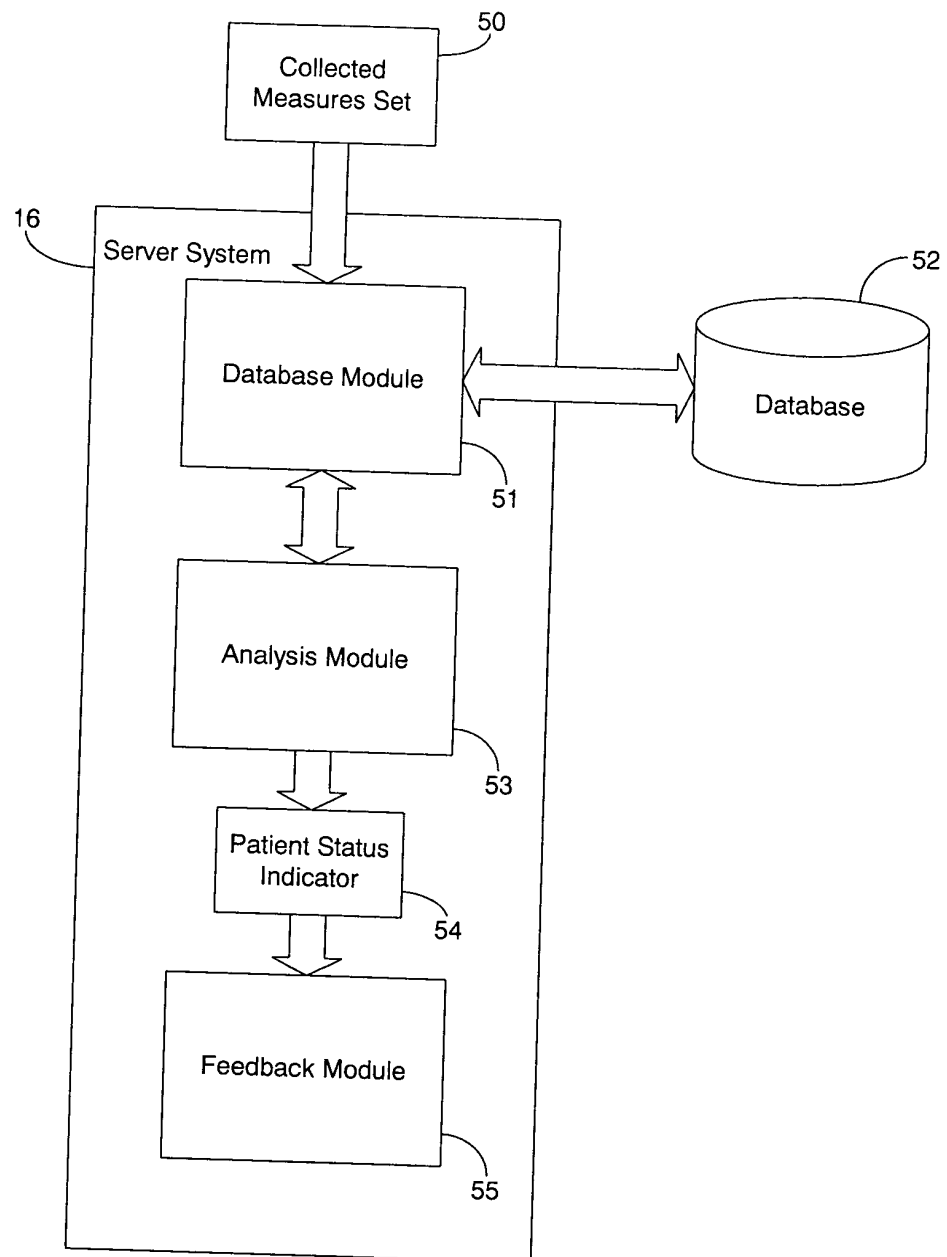 50
Collected
Measures Set
16
Server System
52
Database Module
Database
51
Analysis Module
53
Patient Status
Indicator
54
Feedback Module
55